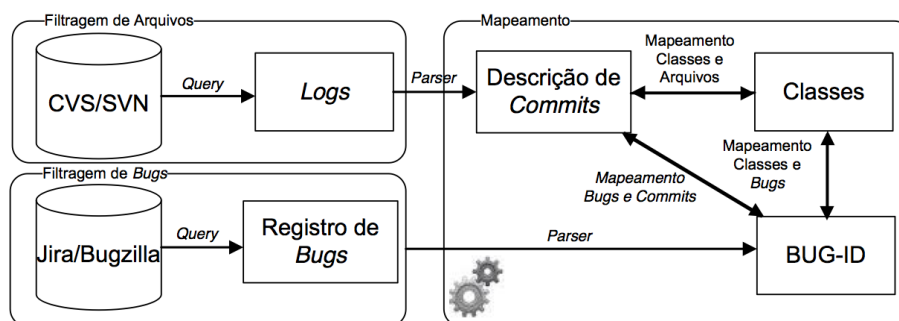 Filtragem de Arquivos
CVS/SVN
Query
Logs
Parser
Mapeamento
Descrição de
Commits
Mapeamento
Classes e
Arquivos
Classes
Mapeamento
Classes e
Bugs
Mapeamento
Bugs e Commits
Filtragem de Bugs
Jira/Bugzilla
Query
Registro de
Bugs
Parser
BUG-ID